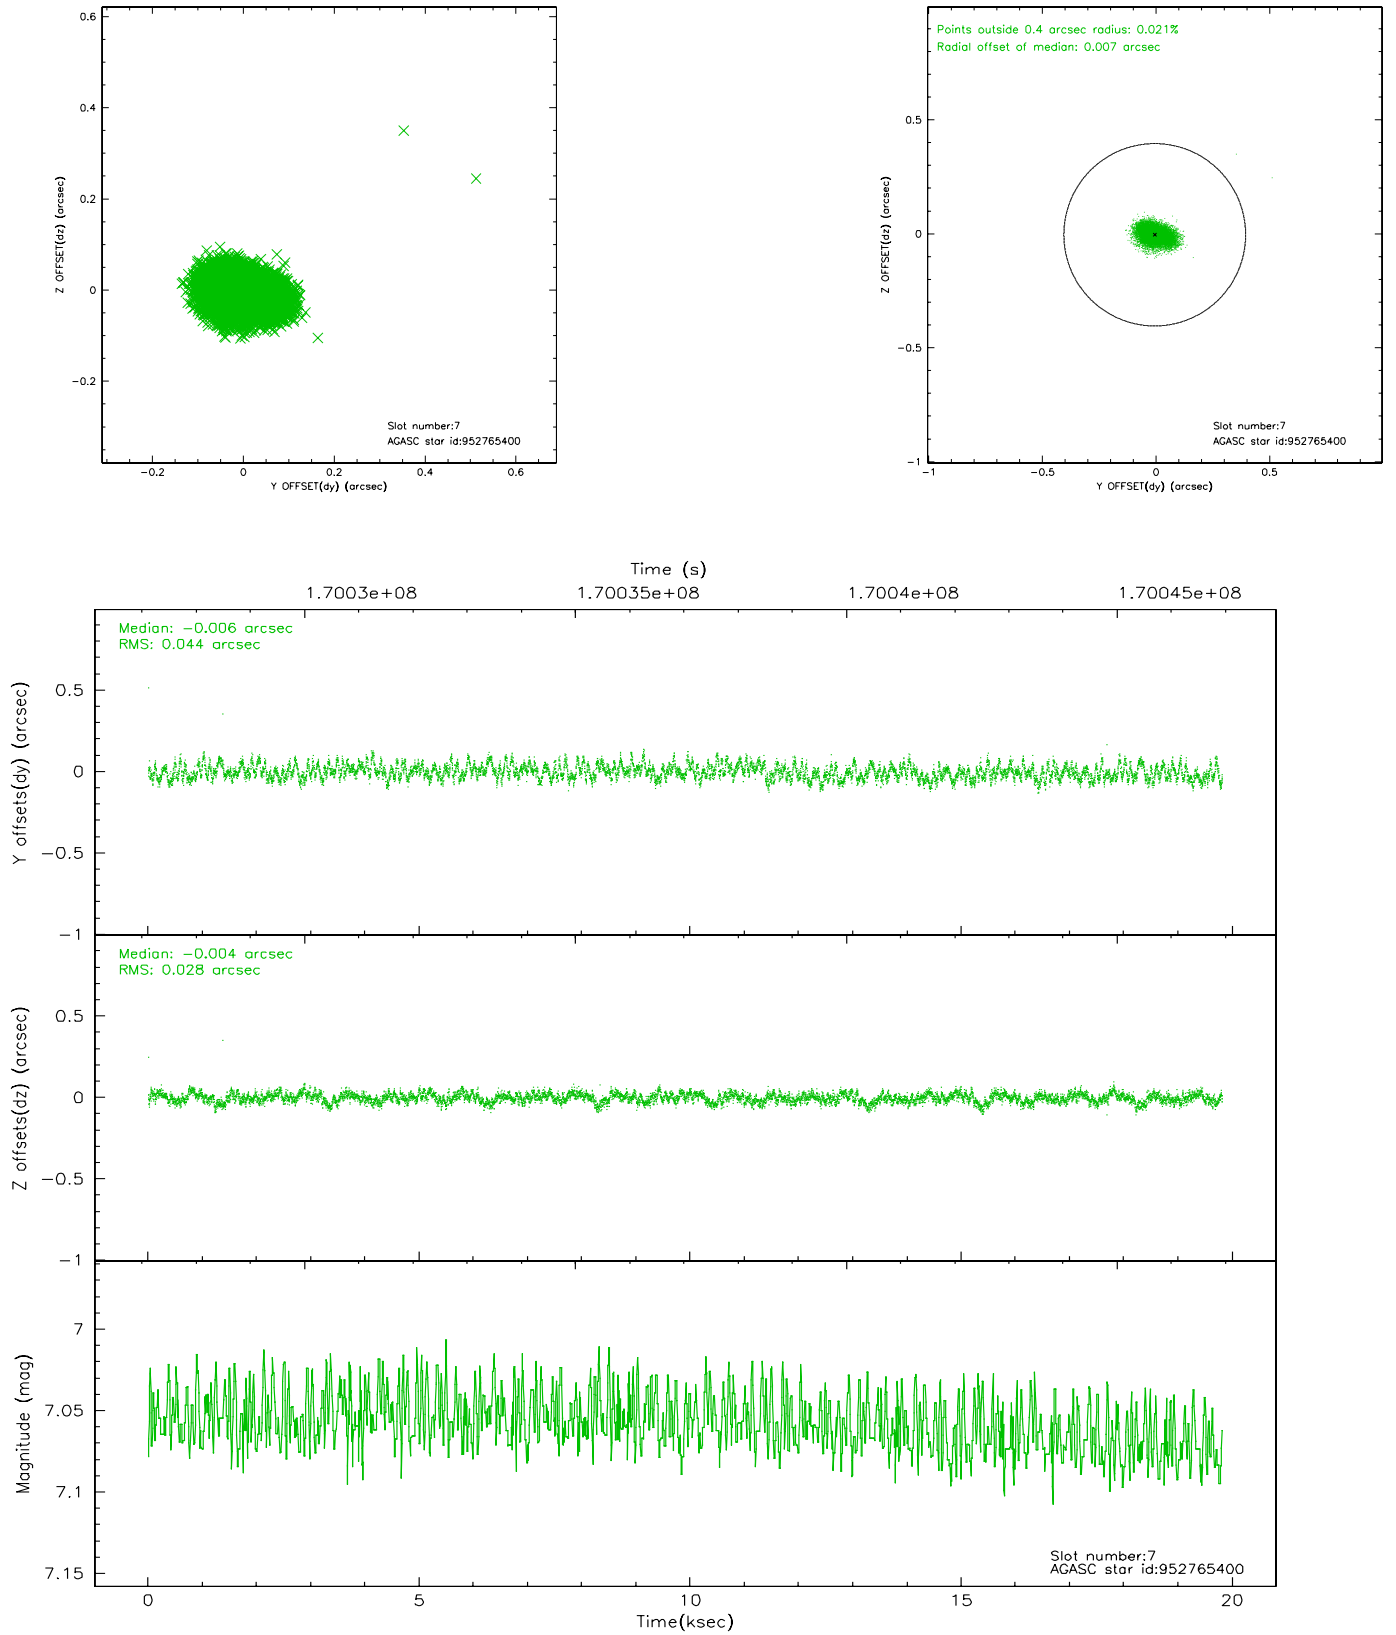 0.6
0.4
0.2
0
−0.2
−0.2 0 0.2 0.4 0.6
Z OFFSET(dz) (arcsec)
Y OFFSET(dy) (arcsec)
Slot number:7
AGASC star id:952765400
Points outside 0.4 arcsec radius: 0.021%
Radial offset of median: 0.007 arcsec
0.5
0
−0.5
−1
−1 −0.5 0 0.5
Z OFFSET(dz) (arcsec)
Y OFFSET(dy) (arcsec)
Slot number:7
AGASC star id:952765400
Time (s)
1.7003e+08 1.70035e+08 1.7004e+08 1.70045e+08
Median: −0.006 arcsec
RMS: 0.044 arcsec
0.5
0
−0.5
−1
Y offsets(dy) (arcsec)
Median: −0.004 arcsec
RMS: 0.028 arcsec
0.5
0
−0.5
−1
Z offsets(dz) (arcsec)
7
7.05
7.1
7.15
Magnitude (mag)
Slot number:7
AGASC star id:952765400
0 5 10 15 20
Time(ksec)